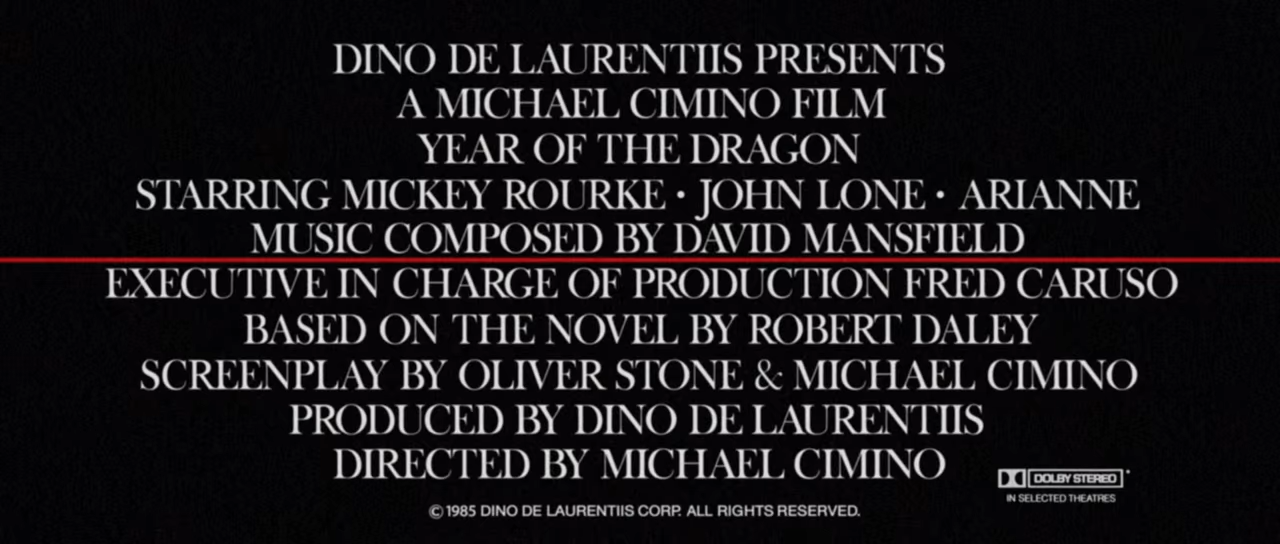 DINO DE LAURENTIIS PRESENTS
A MICHAEL CIMINO FILM
YEAR OF THE DRAGON
STARRING MICKEY ROURKE • JOHN LONE • ARIANNE
MUSIC COMPOSED BY DAVID MANSFIELD
EXECUTIVE IN CHARGE OF PRODUCTION FRED CARUSO
BASED ON THE NOVEL BY ROBERT DALEY
SCREENPLAY BY OLIVER STONE & MICHAEL CIMINO
PRODUCED BY DINO DE LAURENTIIS
DIRECTED BY MICHAEL CIMINO
DOLBY STEREO
IN SELECTED THEATRES
© 1985 DINO DE LAURENTIIS CORP. ALL RIGHTS RESERVED.